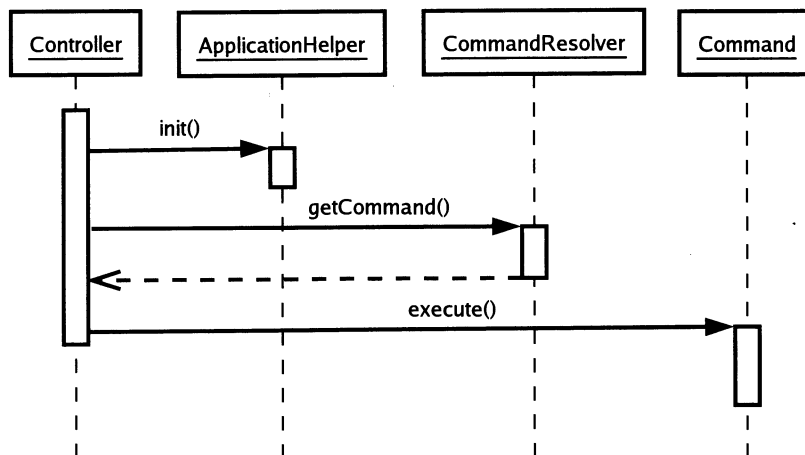 Controller
ApplicationHelper
CommandResolver
Command
init()
getCommand()
execute()